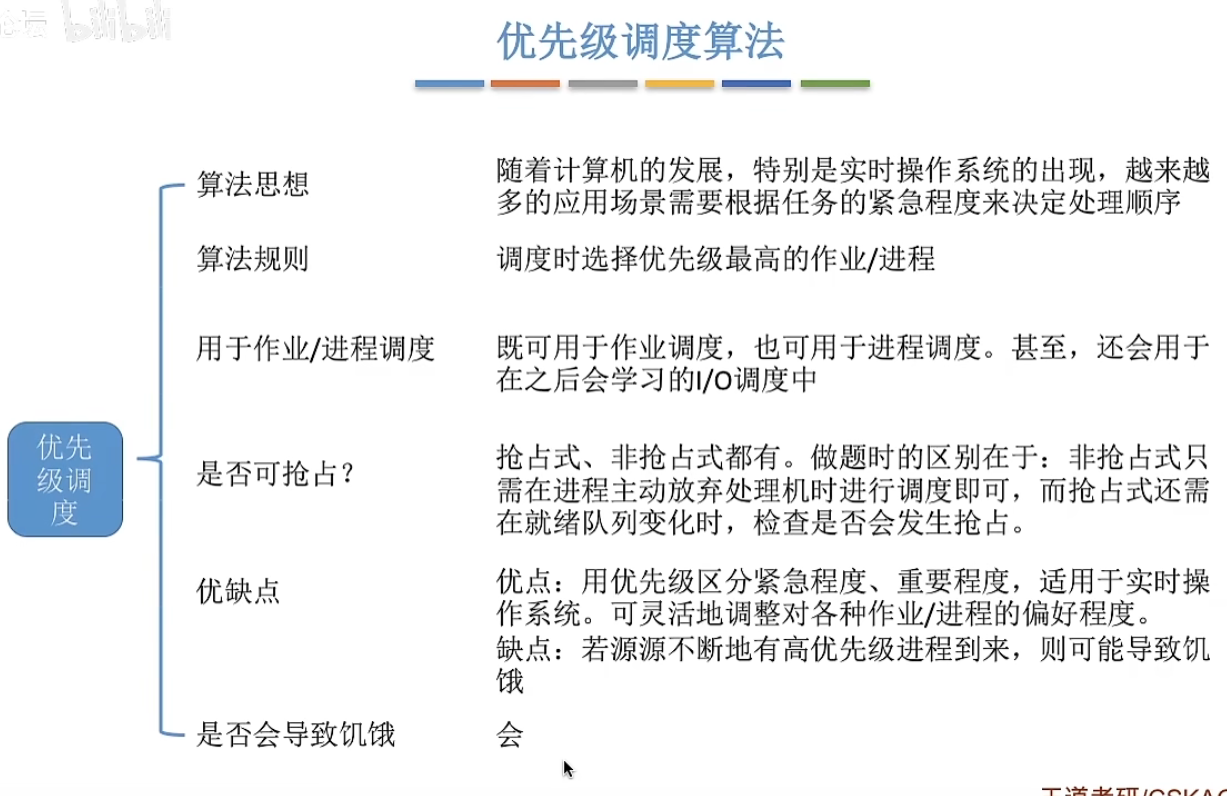 bilibili
优先级调度算法
算法思想
随着计算机的发展，特别是实时操作系统的出现，越来越
多的应用场景需要根据任务的紧急程度来决定处理顺序
算法规则
调度时选择优先级最高的作业/进程
用于作业/进程调度
既可用于作业调度，也可用于进程调度。甚至，还会用于
在之后会学习的I/O调度中
优先
级调
度
是否可抢占？
抢占式、非抢占式都有。做题时的区别在于：非抢占式只
需在进程主动放弃处理机时进行调度即可，而抢占式还需
在就绪队列变化时，检查是否会发生抢占。
优缺点
优点：用优先级区分紧急程度、重要程度，适用于实时操
作系统。可灵活地调整对各种作业/进程的偏好程度。
缺点：若源源不断地有高优先级进程到来，则可能导致饥
饿
是否会导致饥饿
会
王道考研/CSKAO